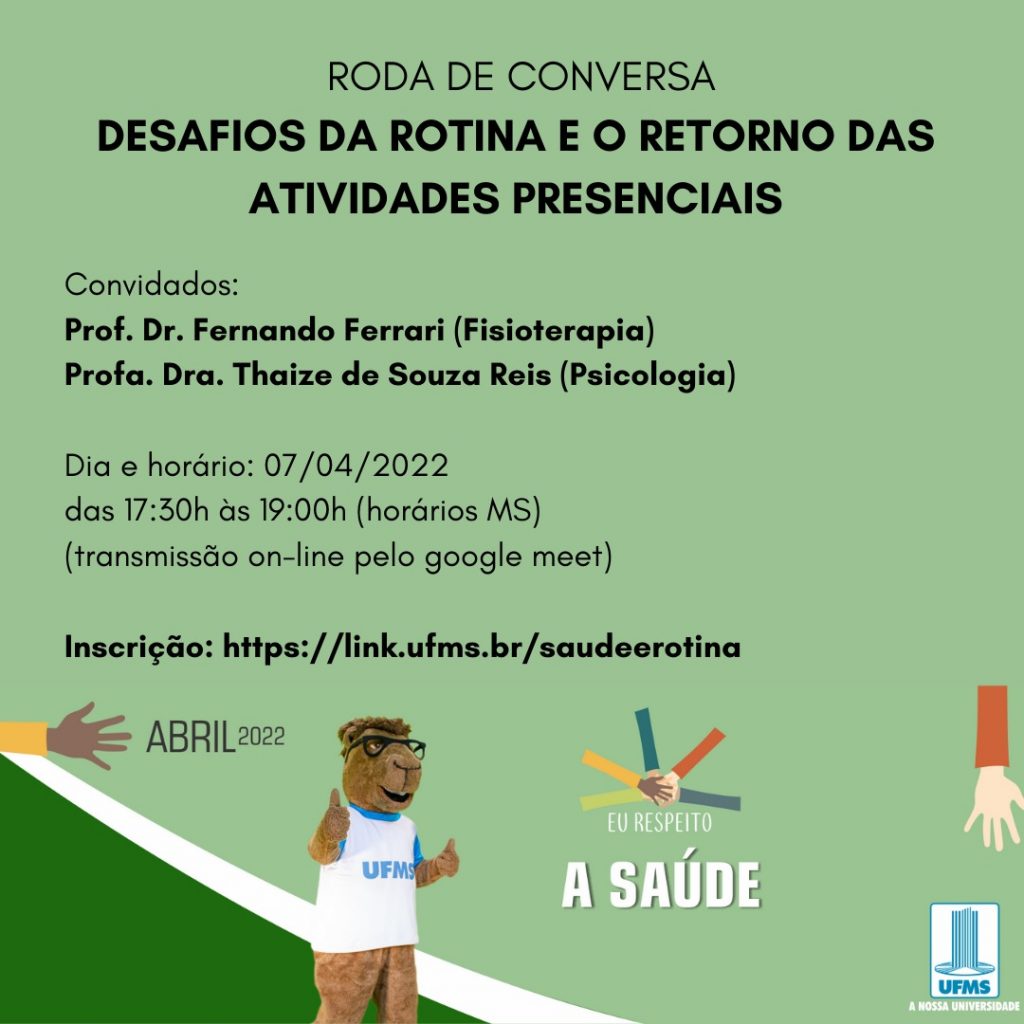 RODA DE CONVERSA
DESAFIOS DA ROTINA E O RETORNO DAS
ATIVIDADES PRESENCIAIS
Convidados:
Prof. Dr. Fernando Ferrari (Fisioterapia)
Profa. Dra. Thaize de Souza Reis (Psicologia)
Dia e horário: 07/04/2022
das 17:30h às 19:00h (horários MS)
(transmissão on-line pelo google meet)
Inscrição: https://link.ufms.br/saudeerotina
ABRIL 2022
UFMS
EU RESPEITO
A SAÚDE
UFMS
A NOSSA UNIVERSIDADE